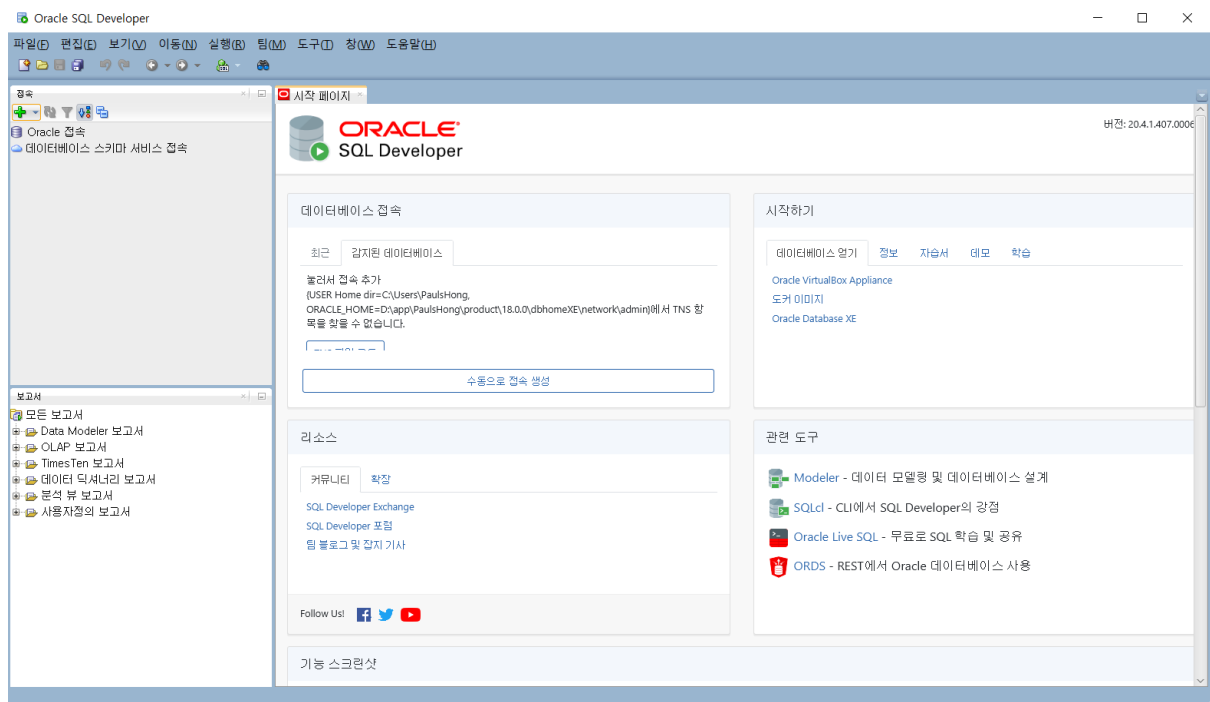 Oracle SQL Developer
파일(F) 편집(E) 보기(V) 이동(N) 실행(R) 팀(M) 도구(T) 창(W) 도움말(H)
접속
Oracle 접속
데이터베이스 스키마 서비스 접속
시작 페이지
ORACLE
SQL Developer
버전: 20.4.1.407.0006
데이터베이스 접속
최근 감지된 데이터베이스
눌러서 접속 추가
{USER Home dir=C:\Users\PaulsHong,
ORACLE_HOME=D:\app\PaulsHong\product\18.0.0\dbhomeXE\network\admin}에서 TNS 항
목을 찾을 수 없습니다.
수동으로 접속 생성
시작하기
데이터베이스 얻기 정보 자습서 데모 학습
Oracle VirtualBox Appliance
도커 이미지
Oracle Database XE
보고서
모든 보고서
Data Modeler 보고서
OLAP 보고서
TimesTen 보고서
데이터 딕셔너리 보고서
분석 뷰 보고서
사용자정의 보고서
리소스
커뮤니티 확장
SQL Developer Exchange
SQL Developer 포럼
팀 블로그 및 잡지 기사
Follow Us!
관련 도구
Modeler - 데이터 모델링 및 데이터베이스 설계
SQLcl - CLI에서 SQL Developer의 강점
Oracle Live SQL - 무료로 SQL 학습 및 공유
ORDS - REST에서 Oracle 데이터베이스 사용
기능 스크린샷